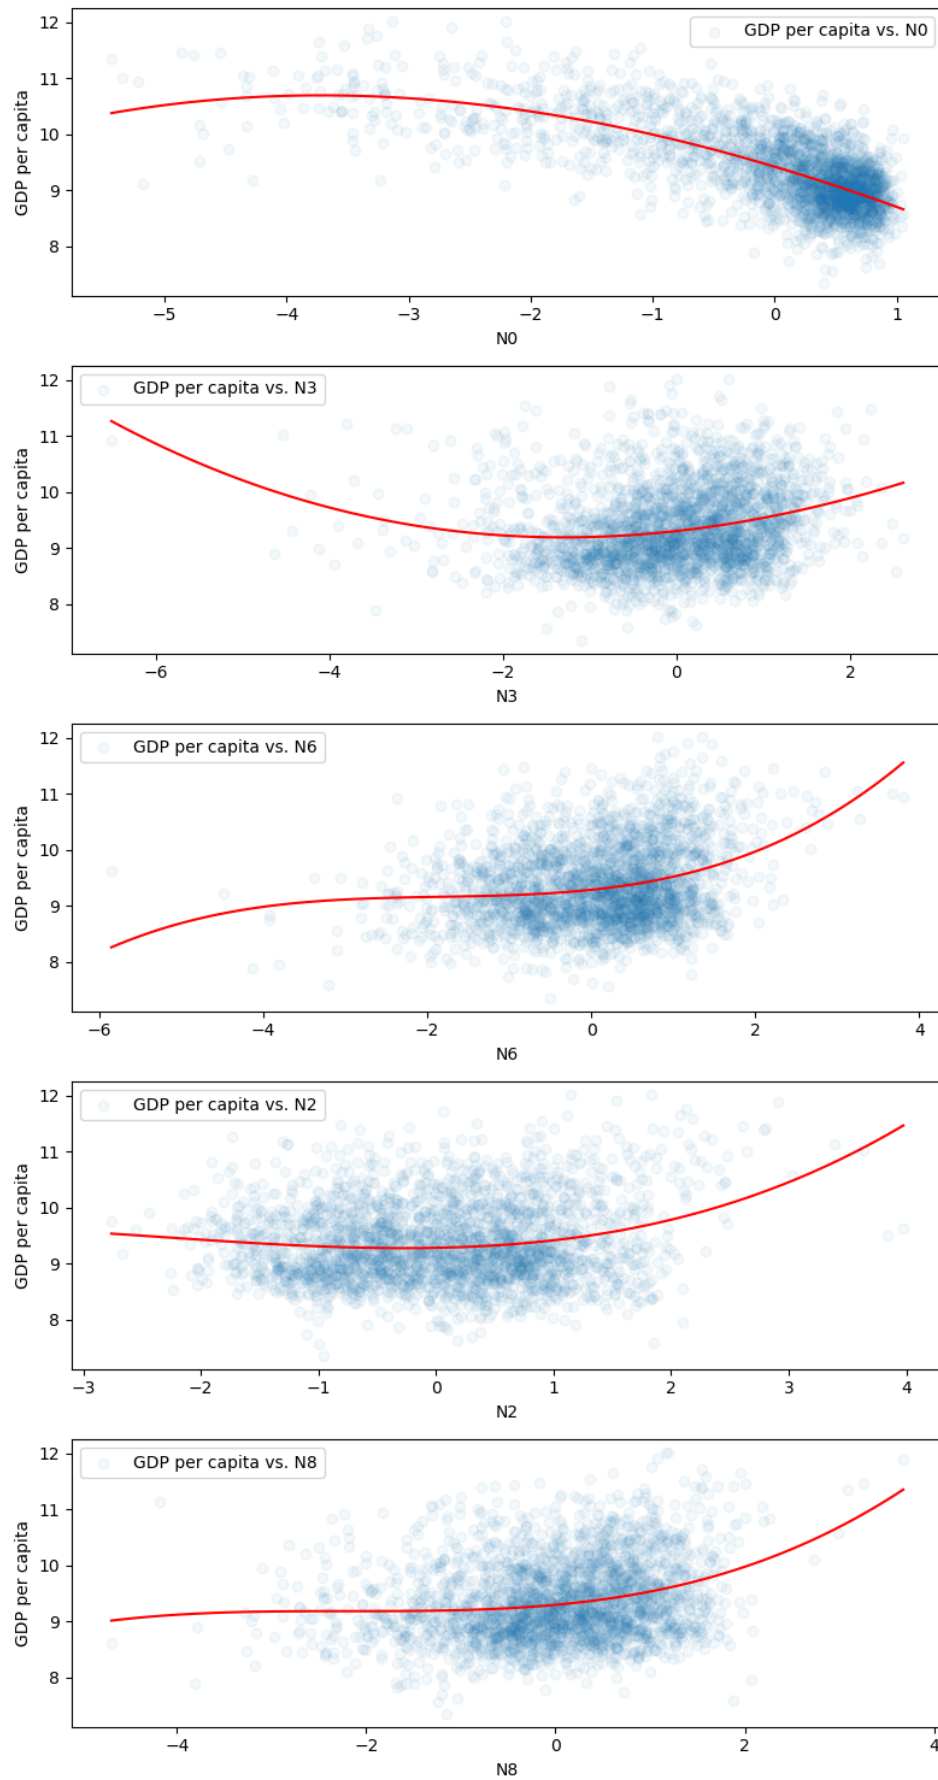 12
11
10
9
8
GDP per capita
GDP per capita vs. N0
−5 −4 −3 −2 −1 0 1
N0
12
11
10
9
8
GDP per capita
GDP per capita vs. N3
−6 −4 −2 0 2
N3
12
11
10
9
8
GDP per capita
GDP per capita vs. N6
−6 −4 −2 0 2 4
N6
12
11
10
9
8
GDP per capita
GDP per capita vs. N2
−3 −2 −1 0 1 2 3 4
N2
12
11
10
9
8
GDP per capita
GDP per capita vs. N8
−4 −2 0 2 4
N8